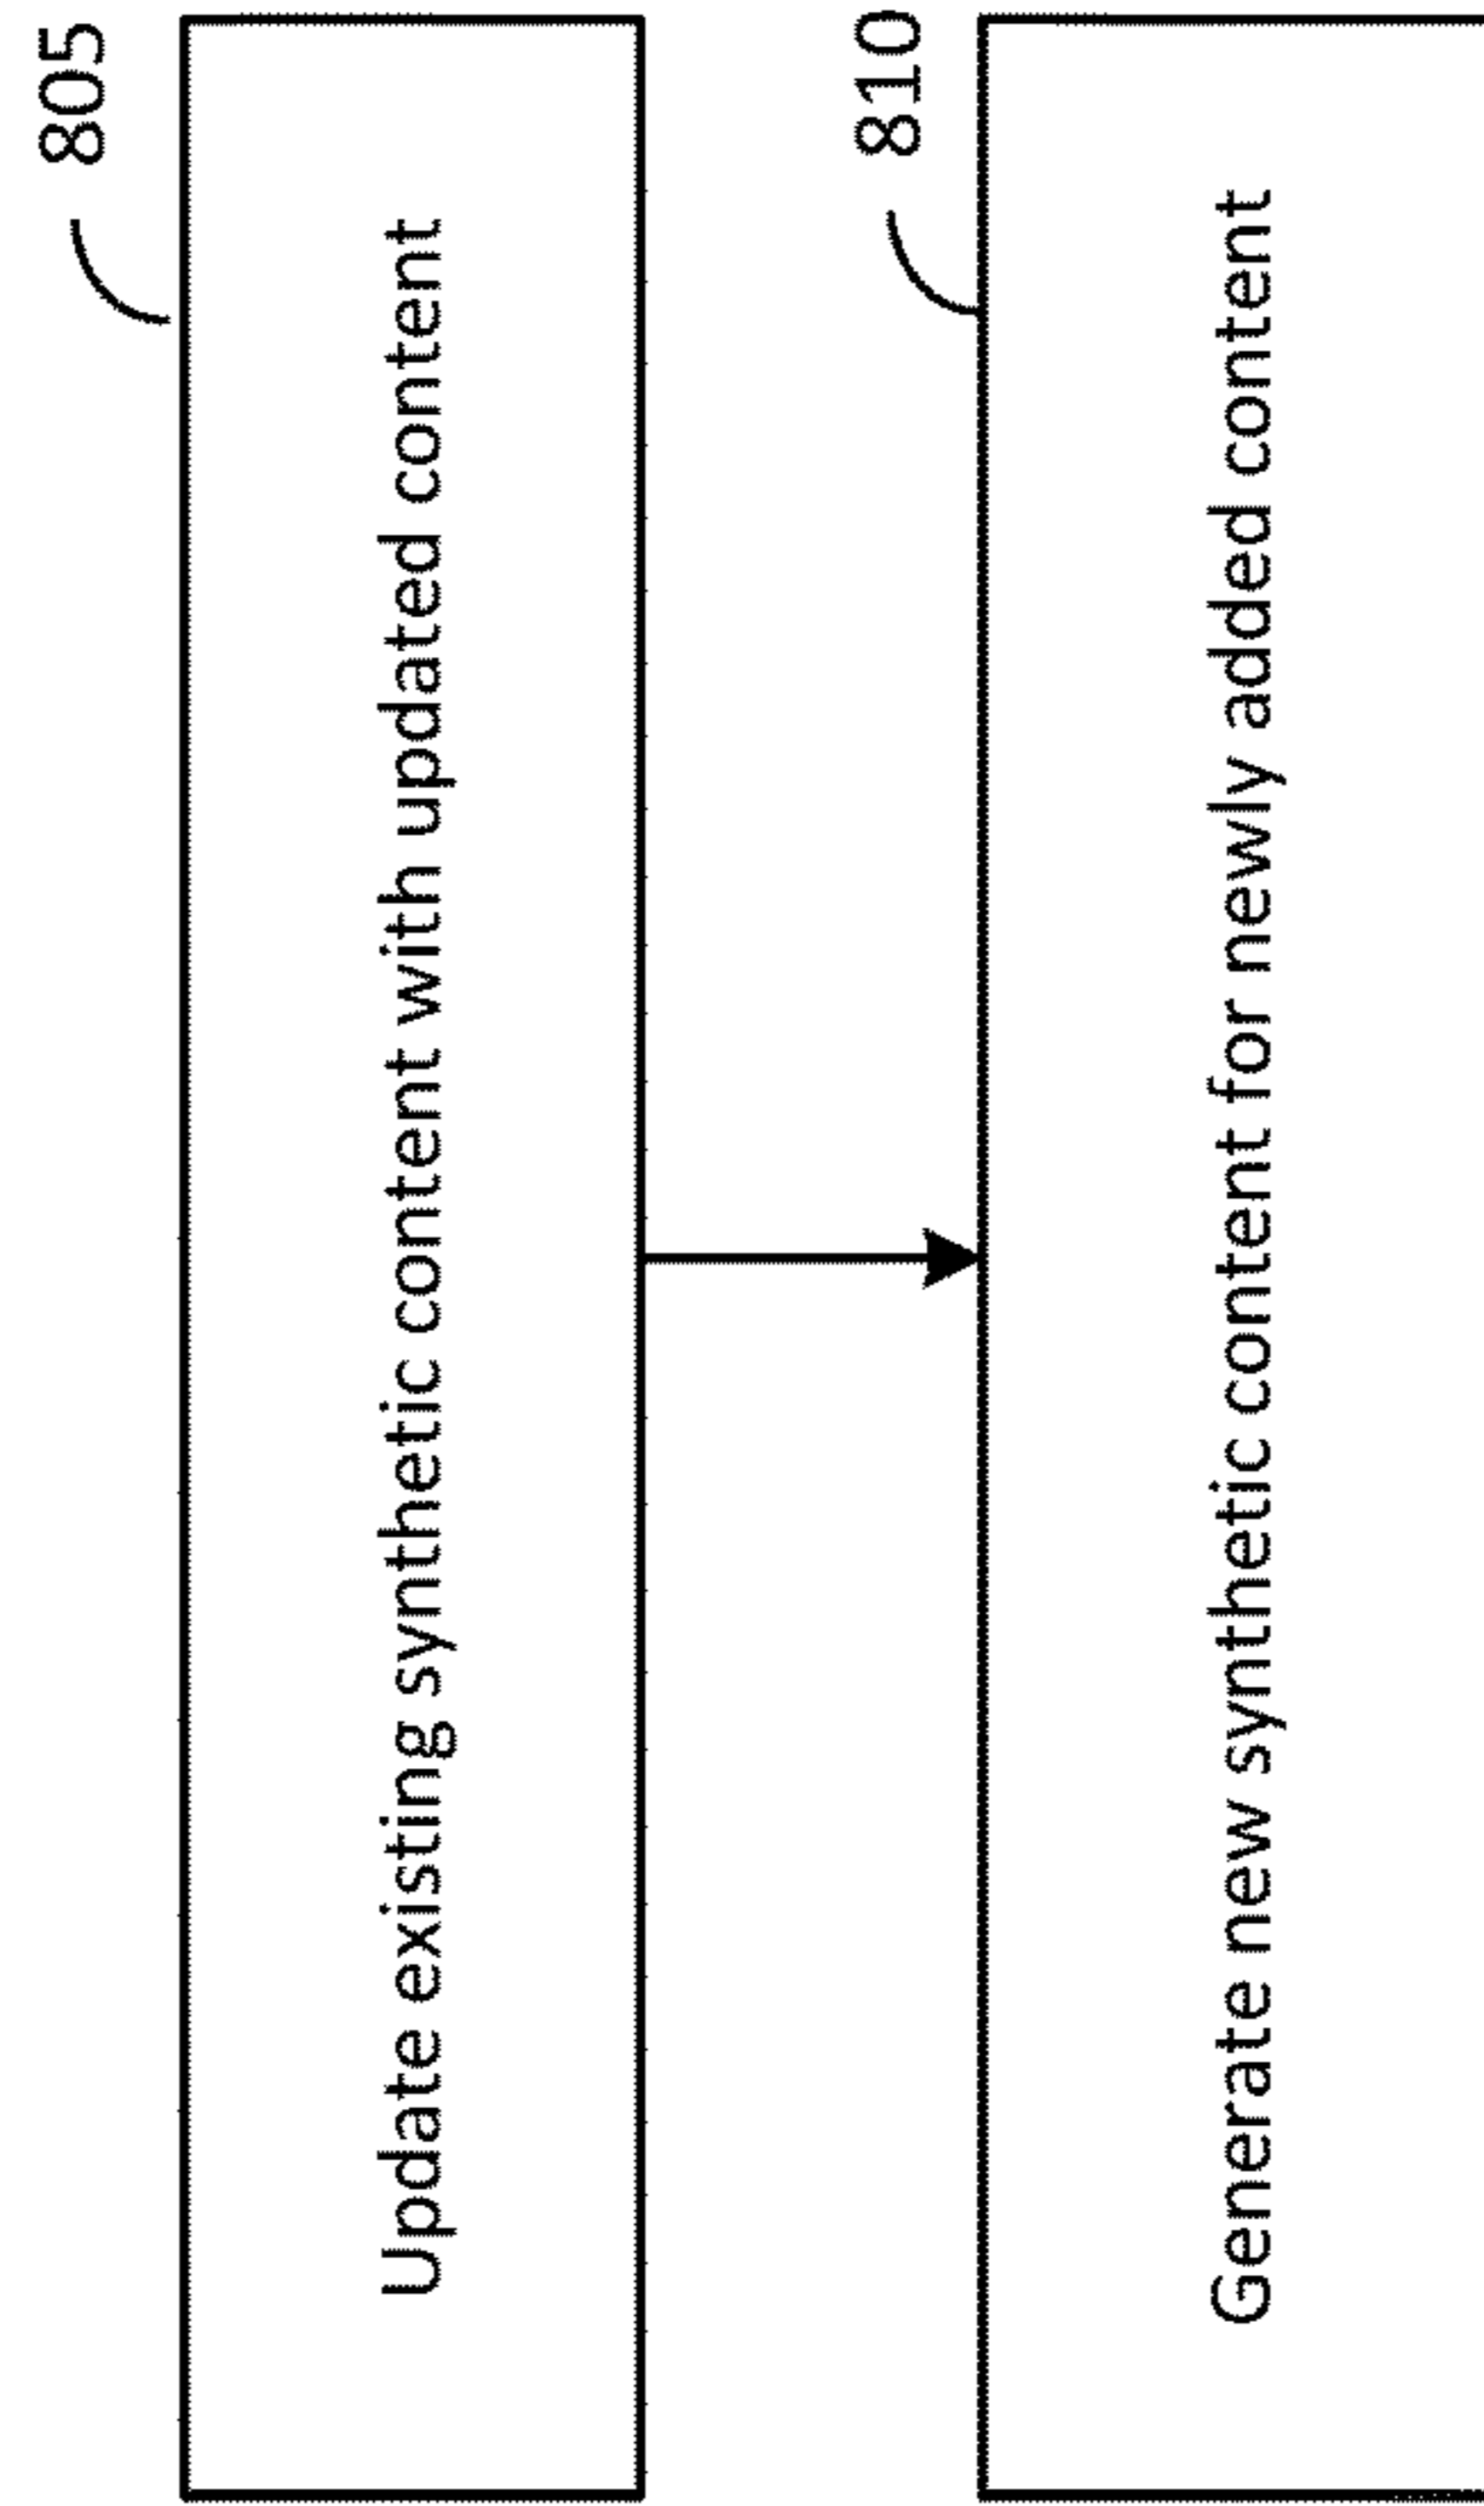 805
Update existing synthetic content with updated content
810
Generate new synthetic content for newly added content